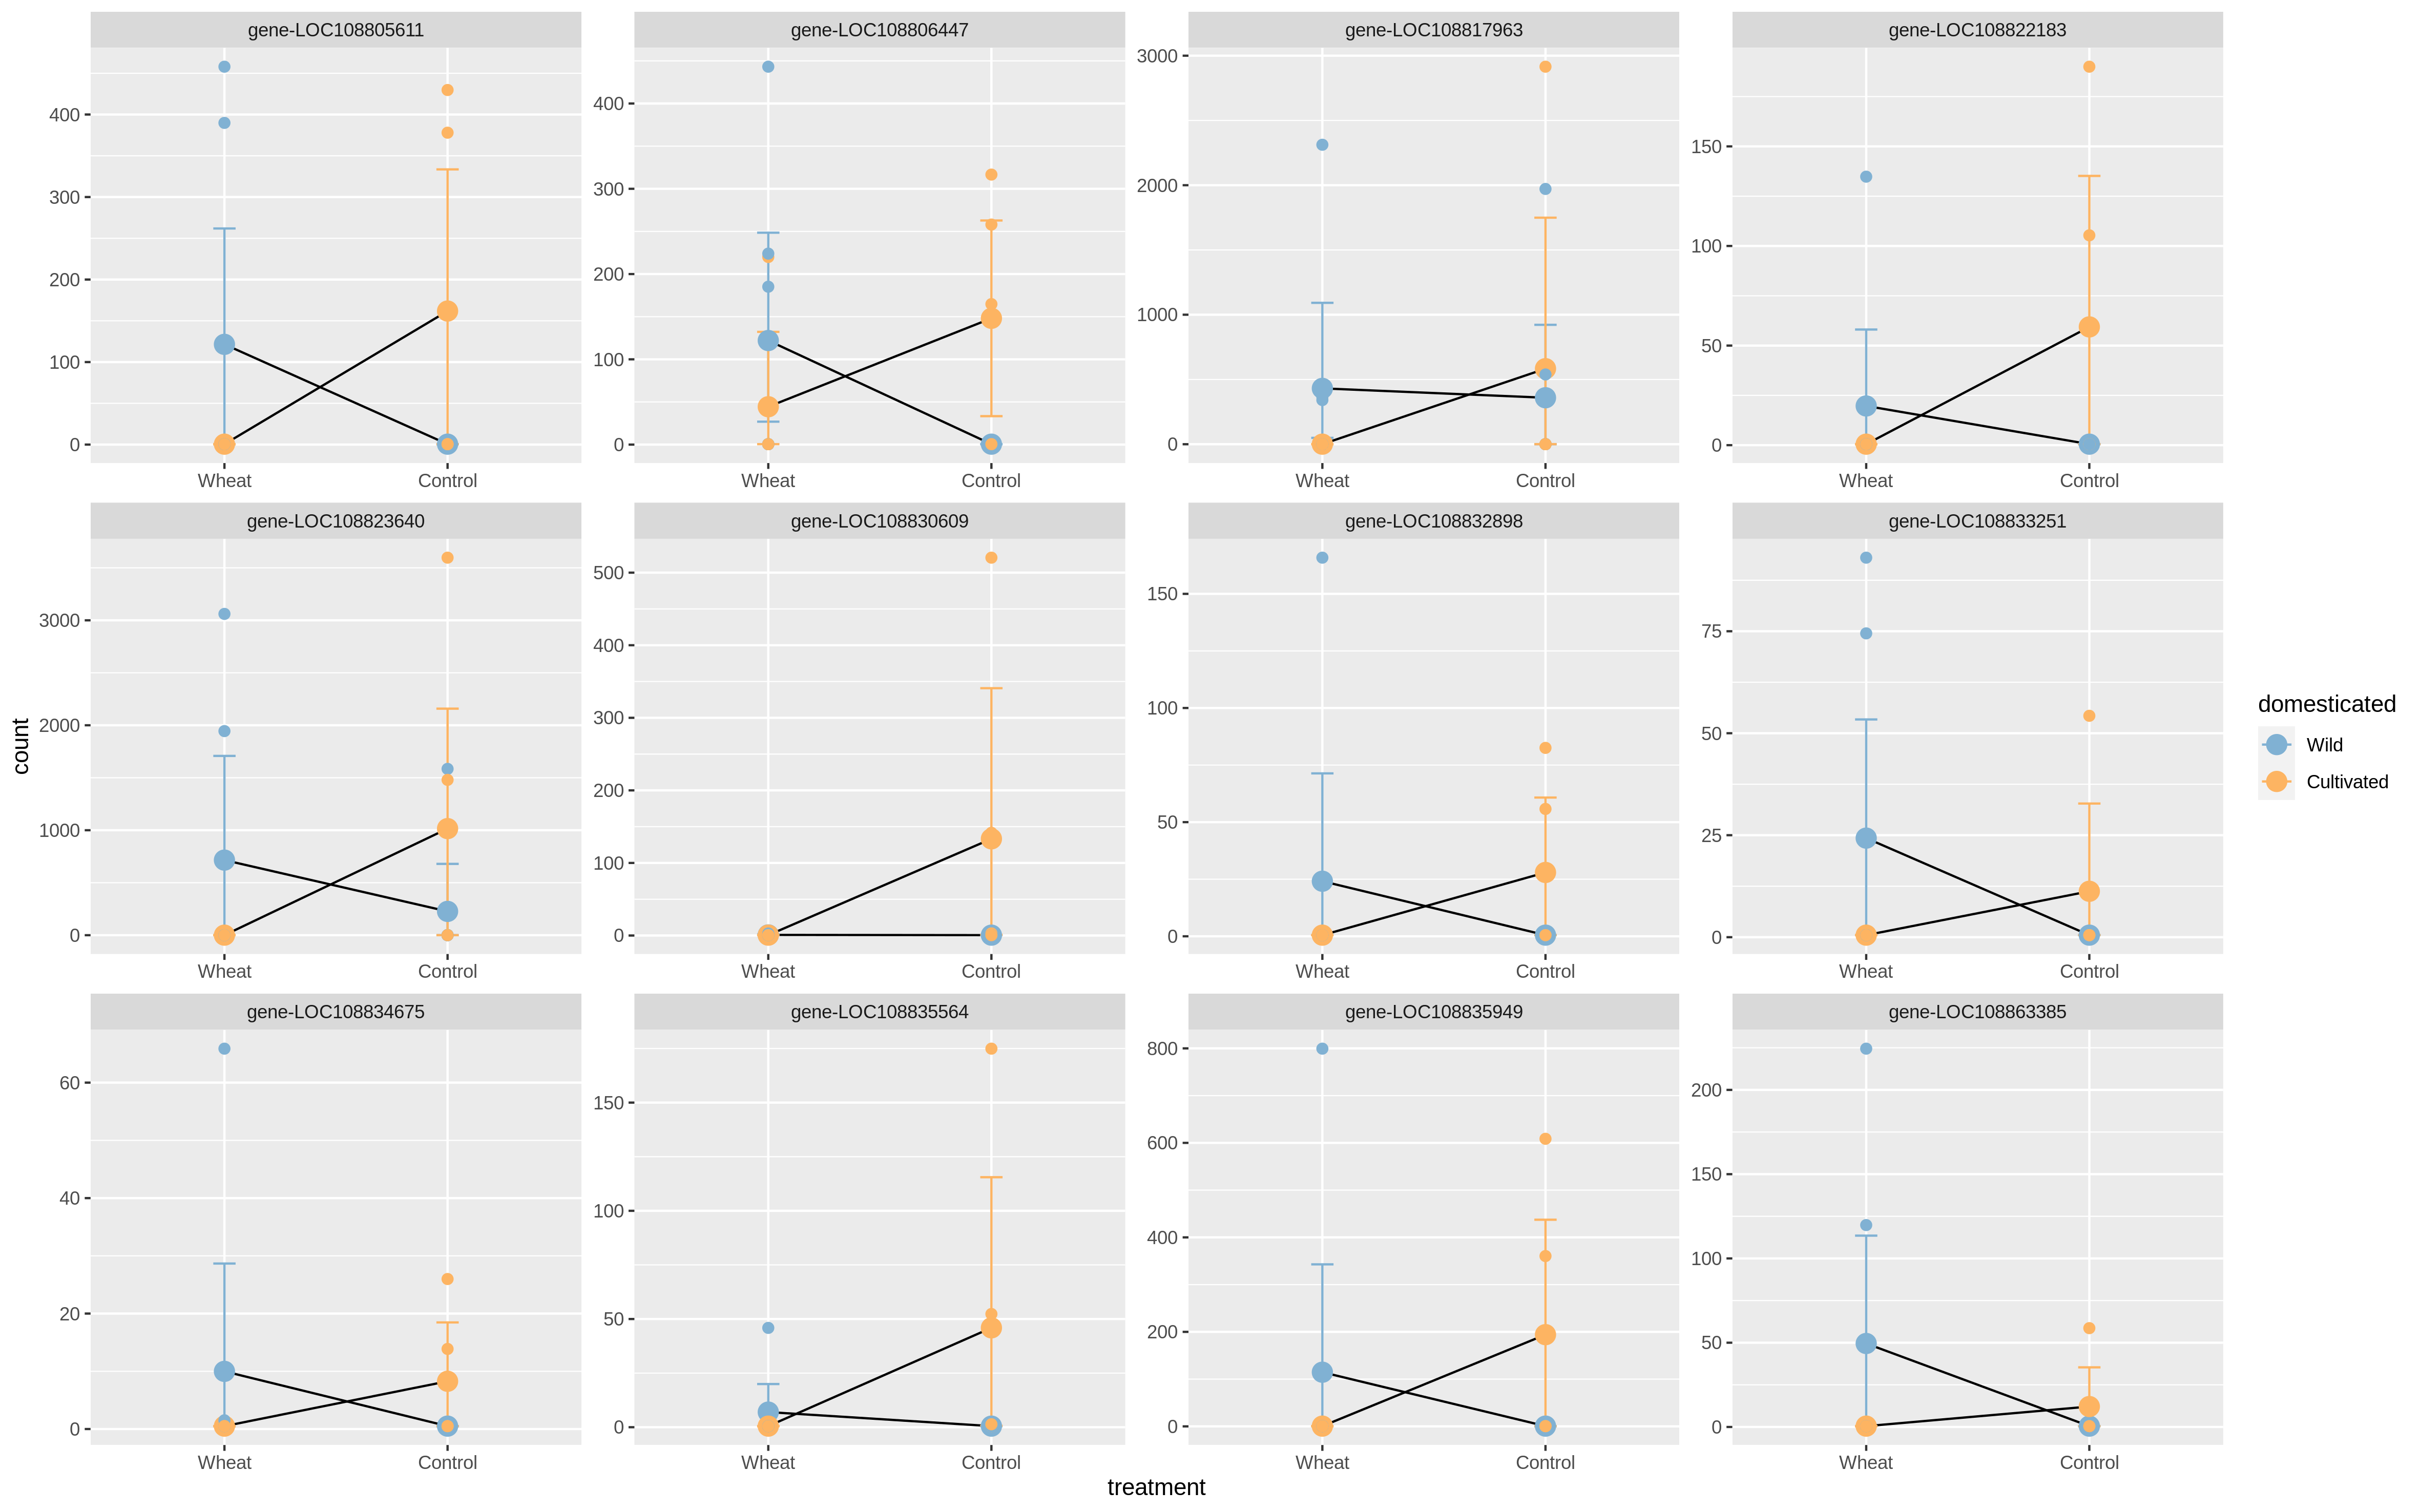 gene-LOC108805611
gene-LOC108806447
gene-LOC108817963
gene-LOC108822183
400
300
200
100
0
Wheat
Control
400
300
200
100
0
Wheat
Control
3000
2000
1000
0
Wheat
Control
150
100
50
0
Wheat
Control
gene-LOC108823640
gene-LOC108830609
gene-LOC108832898
gene-LOC108833251
3000
2000
1000
0
Wheat
Control
500
400
300
200
100
0
Wheat
Control
150
100
50
0
Wheat
Control
75
50
25
0
Wheat
Control
gene-LOC108834675
gene-LOC108835564
gene-LOC108835949
gene-LOC108863385
60
40
20
0
Wheat
Control
150
100
50
0
Wheat
Control
800
600
400
200
0
Wheat
Control
200
150
100
50
0
Wheat
Control
count
treatment
domesticated
Wild
Cultivated